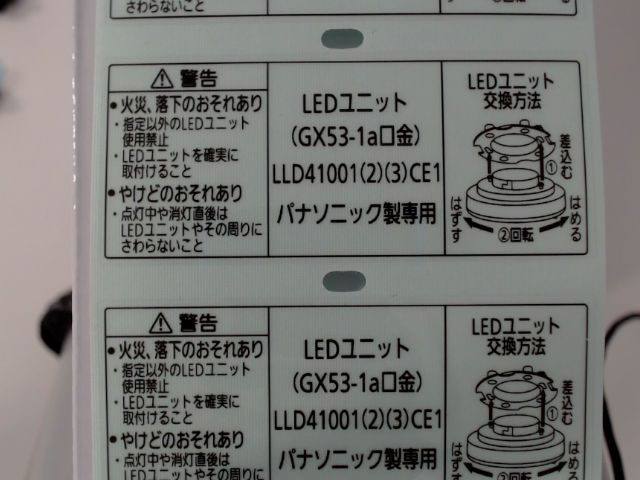 さわらないこと
⚠ 警告
●火災、落下のおそれあり
・指定以外のLEDユニット
使用禁止
・LEDユニットを確実に
取付けること
●やけどのおそれあり
・点灯中や消灯直後は
LEDユニットやその周りに
さわらないこと
LEDユニット
(GX53-1a口金)
LLD41001(2)(3)CE1
パナソニック製専用
LEDユニット
交換方法
差込む
①
はずす
②回転
はめる
⚠ 警告
●火災、落下のおそれあり
・指定以外のLEDユニット
使用禁止
・LEDユニットを確実に
取付けること
●やけどのおそれあり
・点灯中や消灯直後は
LEDユニットやその周りに
LEDユニット
(GX53-1a口金)
LLD41001(2)(3)CE1
パナソニック製専用
LEDユニット
交換方法
差込む
①
はずす
②回転
はめる